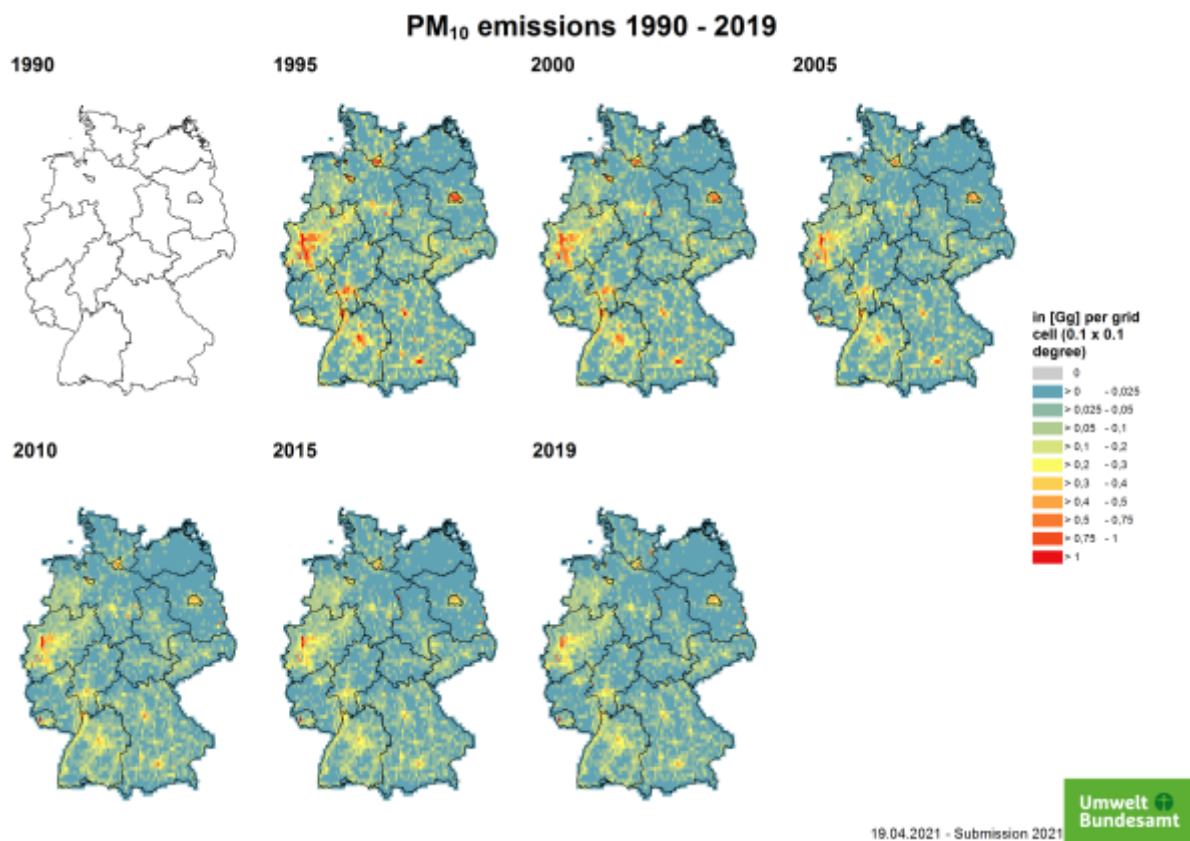 PM₁₀ emissions 1990 - 2019
1990
1995
2000
2005
in [Gg] per grid
cell (0.1 x 0.1
degree)
0
> 0 - 0,025
> 0,025 - 0,05
> 0,05 - 0,1
> 0,1 - 0,2
> 0,2 - 0,3
> 0,3 - 0,4
> 0,4 - 0,5
> 0,5 - 0,75
> 0,75 - 1
> 1
2010
2015
2019
19.04.2021 - Submission 2021
Umwelt
Bundesamt